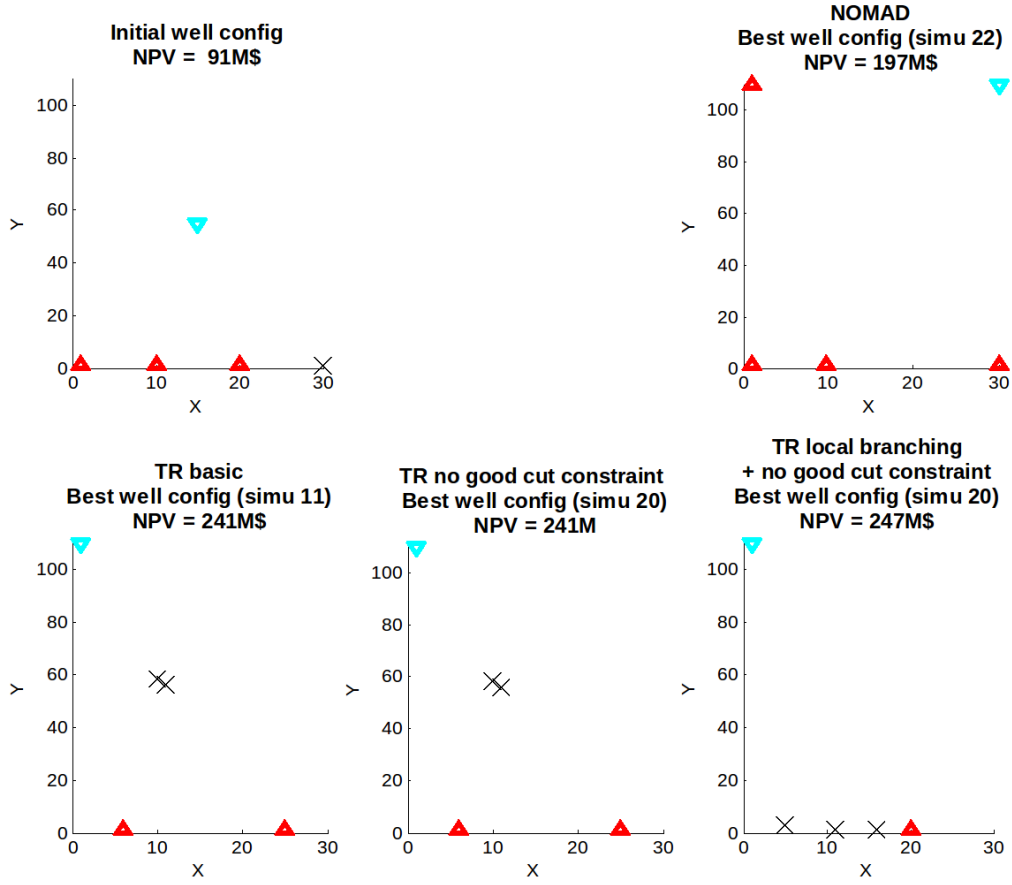 Initial well config
NPV =  91M$
100
80
60
40
20
0
Y
0 10 20 30
X
NOMAD
Best well config (simu 22)
NPV = 197M$
100
80
60
40
20
0
Y
0 10 20 30
X
TR basic
Best well config (simu 11)
NPV = 241M$
100
80
60
40
20
0
Y
0 10 20 30
X
TR no good cut constraint
Best well config (simu 20)
NPV = 241M
100
80
60
40
20
0
Y
0 10 20 30
X
TR local branching
+ no good cut constraint
Best well config (simu 20)
NPV = 247M$
100
80
60
40
20
0
Y
0 10 20 30
X